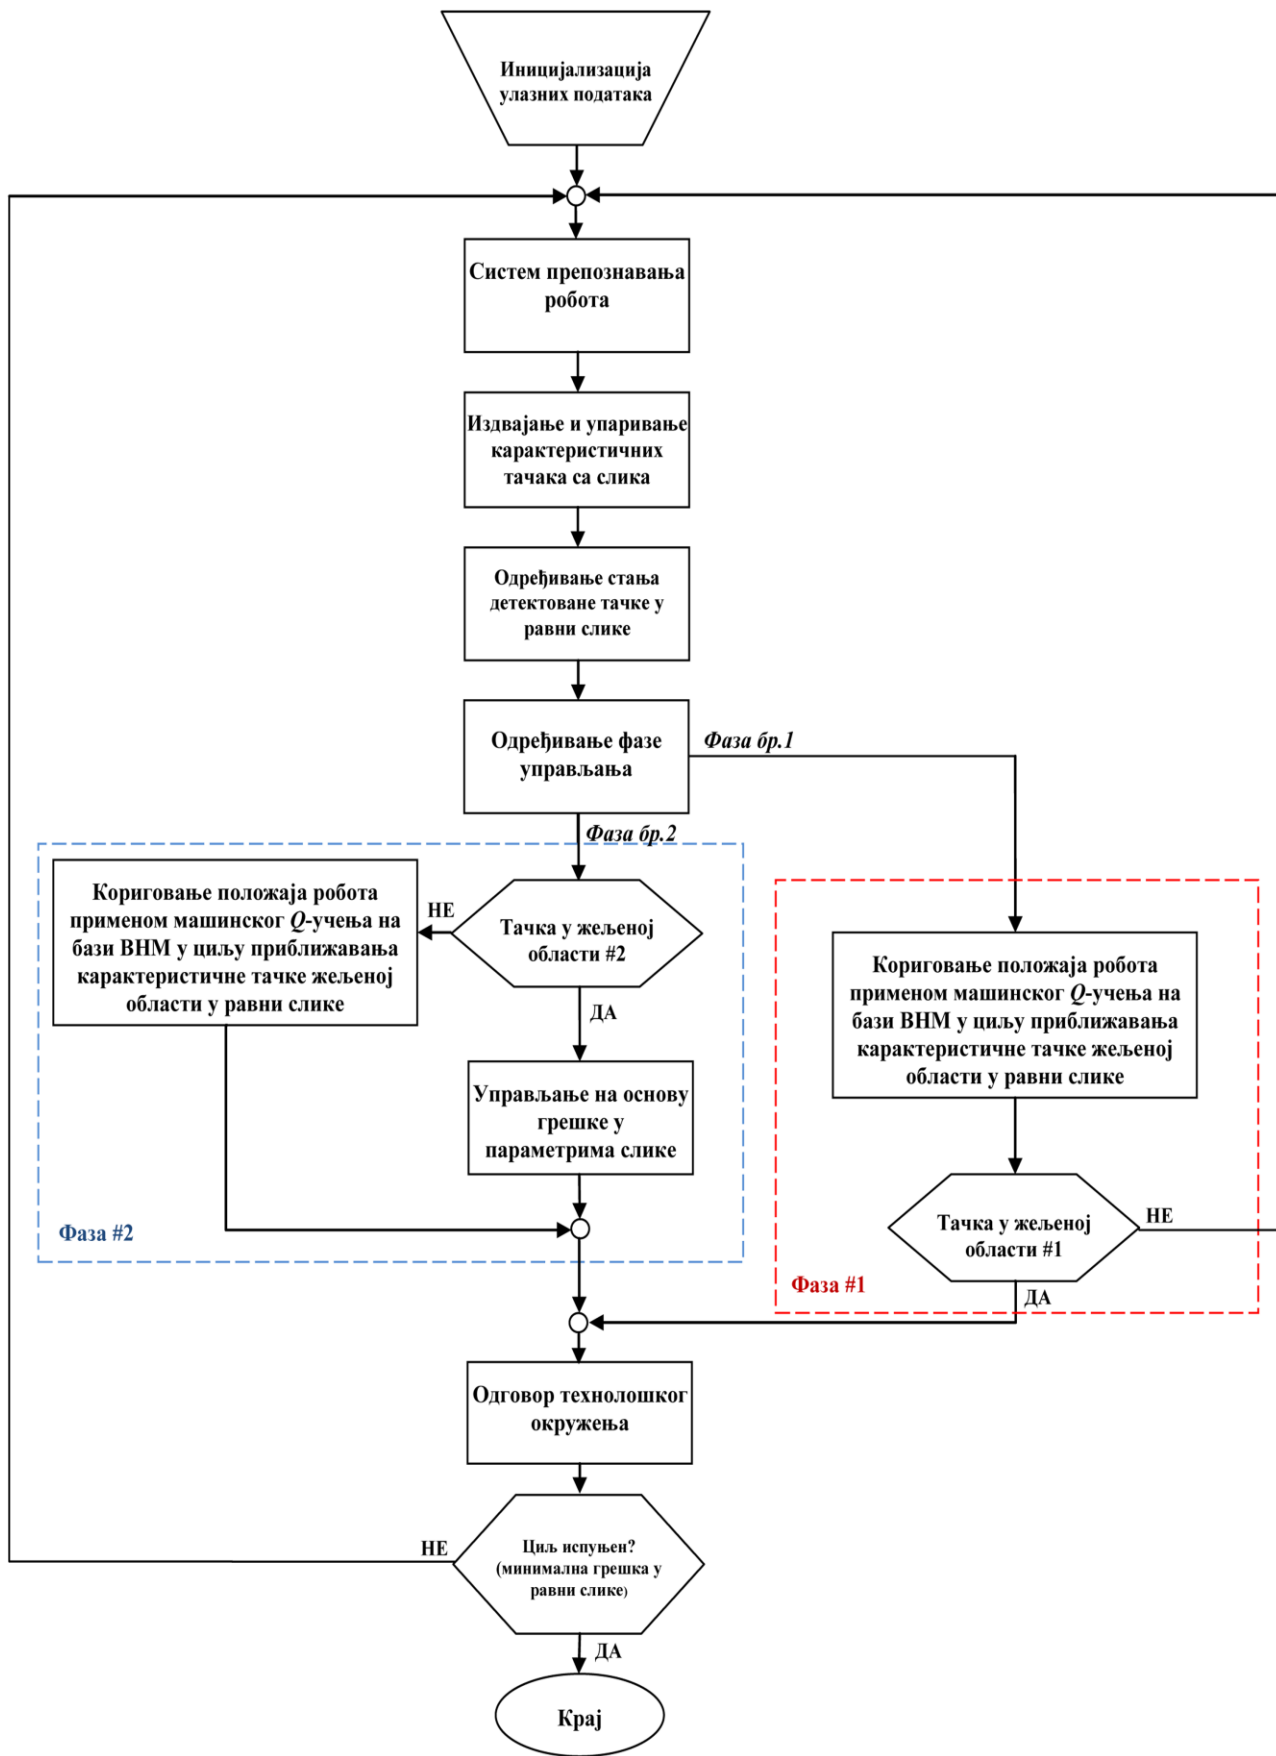 Иницијализација
улазних података
Систем препознавања
робота
Издвајање и упаривање
карактеристичних
тачака са слика
Одређивање стања
детектоване тачке у
равни слике
Одређивање фазе
управљања
Фаза бр.1
Фаза бр.2
Кориговање положаја робота
применом машинског Q-учења на
бази ВНМ у циљу приближавања
карактеристичне тачке жељеној
области у равни слике
НЕ
Тачка у жељеној
области #2
ДА
Управљање на основу
грешке у
параметрима слике
Фаза #2
Кориговање положаја робота
применом машинског Q-учења на
бази ВНМ у циљу приближавања
карактеристичне тачке жељеној
области у равни слике
Тачка у жељеној
области #1
НЕ
ДА
Фаза #1
Одговор технолошког
окружења
НЕ
Циљ испуњен?
(минимална грешка у
равни слике)
ДА
Крај